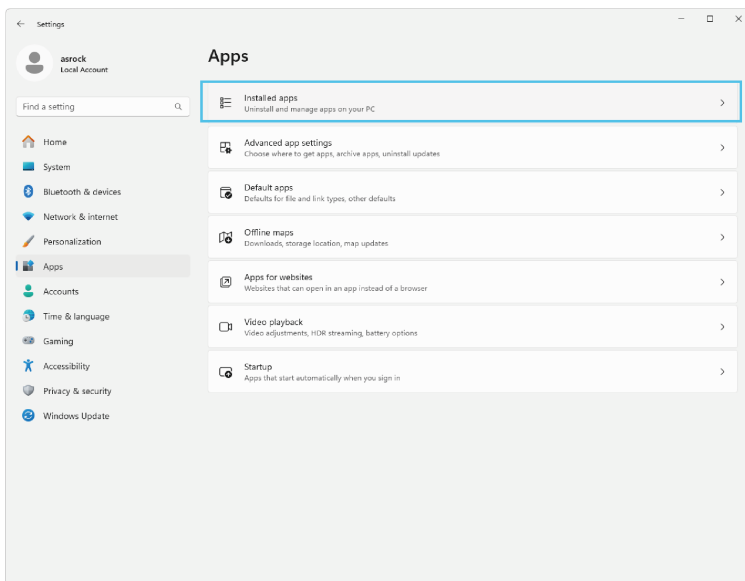 Settings
asrock
Local Account
Find a setting
Home
System
Bluetooth & devices
Network & internet
Personalization
Apps
Accounts
Time & language
Gaming
Accessibility
Privacy & security
Windows Update
Apps
Installed apps
Uninstall and manage apps on your PC
Advanced app settings
Choose where to get apps, archive apps, uninstall updates
Default apps
Defaults for file and link types, other defaults
Offline maps
Downloads, storage location, map updates
Apps for websites
Websites that can open in an app instead of a browser
Video playback
Video adjustments, HDR streaming, battery options
Startup
Apps that start automatically when you sign in